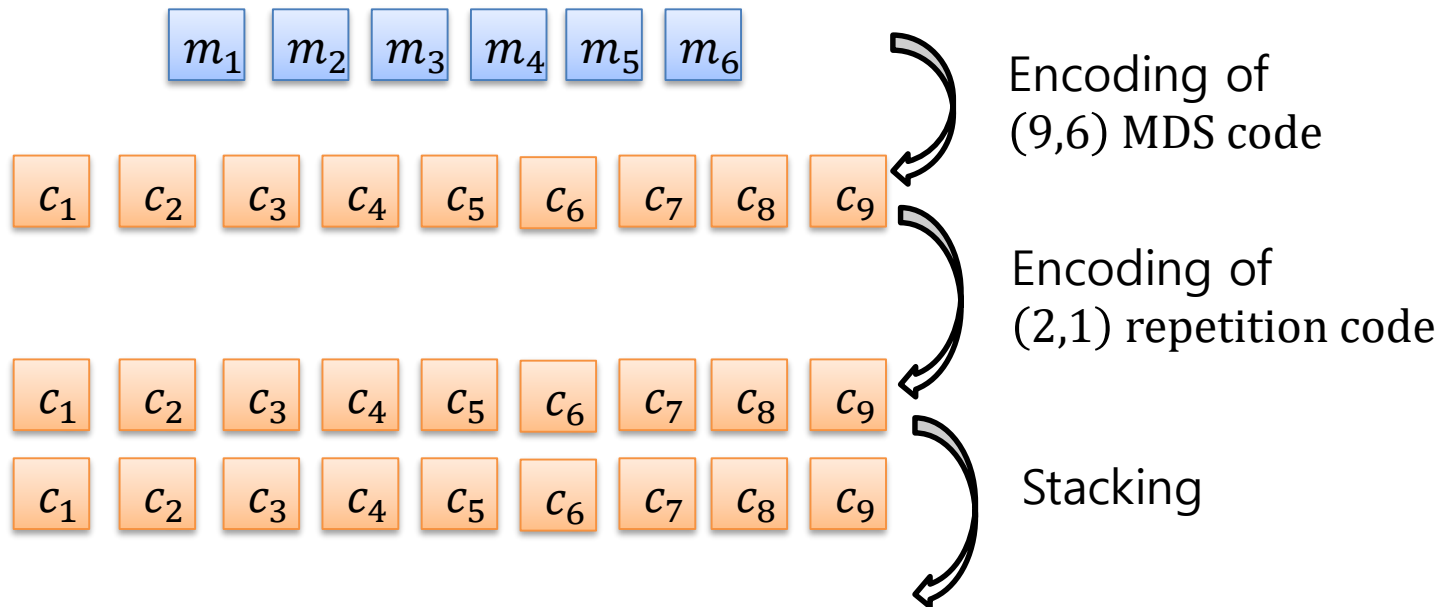 m₁ m₂ m₃ m₄ m₅ m₆
Encoding of
(9,6) MDS code
c₁ c₂ c₃ c₄ c₅ c₆ c₇ c₈ c₉
Encoding of
(2,1) repetition code
c₁ c₂ c₃ c₄ c₅ c₆ c₇ c₈ c₉
c₁ c₂ c₃ c₄ c₅ c₆ c₇ c₈ c₉
Stacking